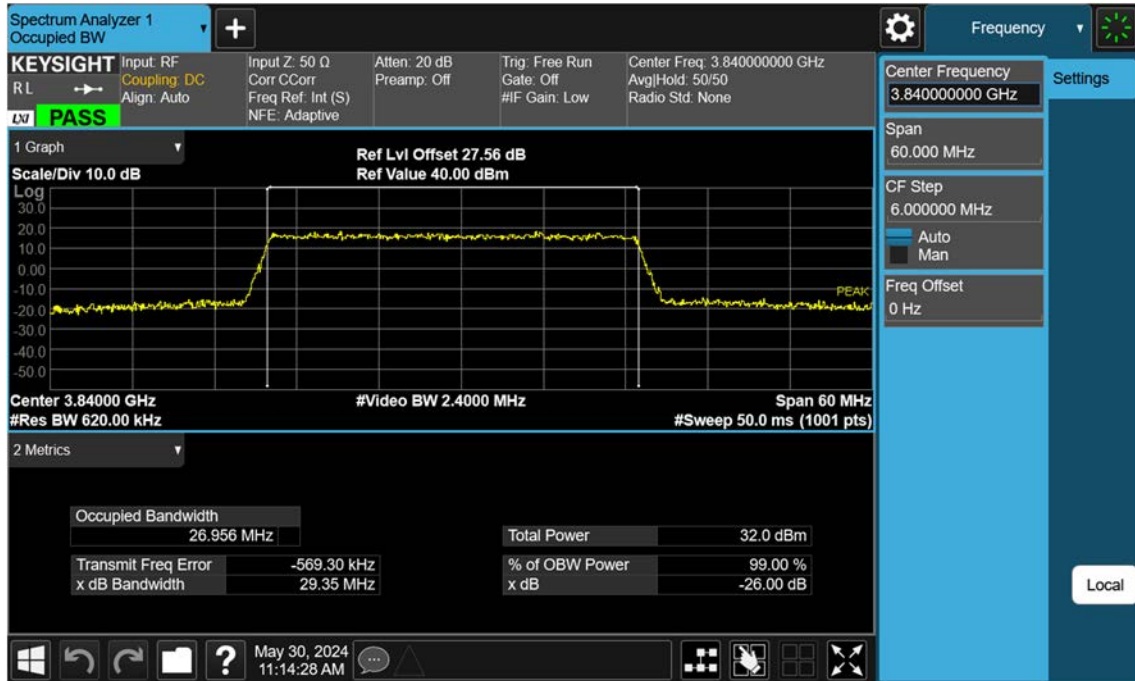 Spectrum Analyzer 1
Occupied BW
Frequency
KEYSIGHT
R L
LXI
PASS
Input: RF
Coupling: DC
Align: Auto
Input Z: 50 Ω
Corr CCorr
Freq Ref: Int (S)
NFE: Adaptive
Atten: 20 dB
Preamp: Off
Trig: Free Run
Gate: Off
#IF Gain: Low
Center Freq: 3.840000000 GHz
Avg|Hold: 50/50
Radio Std: None
Center Frequency
3.840000000 GHz
Settings
Span
60.000 MHz
CF Step
6.000000 MHz
Auto
Man
Freq Offset
0 Hz
Local
1 Graph
Scale/Div 10.0 dB
Ref Lvl Offset 27.56 dB
Ref Value 40.00 dBm
Log
30.0
20.0
10.0
0.00
-10.0
-20.0
-30.0
-40.0
-50.0
PEAK
Center 3.84000 GHz
#Video BW 2.4000 MHz
Span 60 MHz
#Res BW 620.00 kHz
#Sweep 50.0 ms (1001 pts)
2 Metrics
Occupied Bandwidth
26.956 MHz
Total Power 32.0 dBm
Transmit Freq Error -569.30 kHz
% of OBW Power 99.00 %
x dB Bandwidth 29.35 MHz
x dB -26.00 dB
?
May 30, 2024
11:14:28 AM